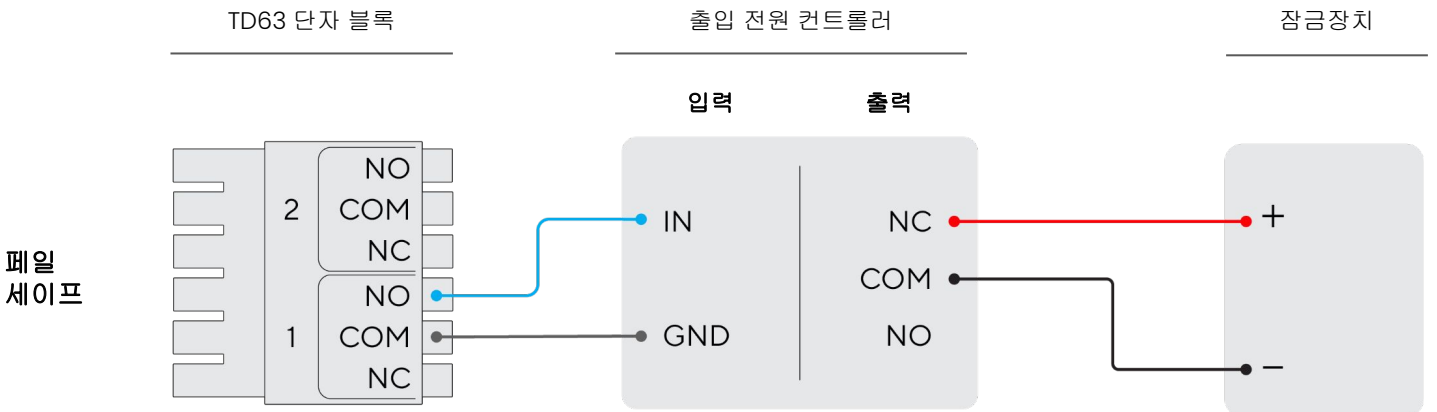 TD63 단자 블록
출입 전원 컨트롤러
잠금장치
입력
출력
페일
세이프
2
NO
COM
NC
1
NO
COM
NC
IN
GND
NC
COM
NO
+
−